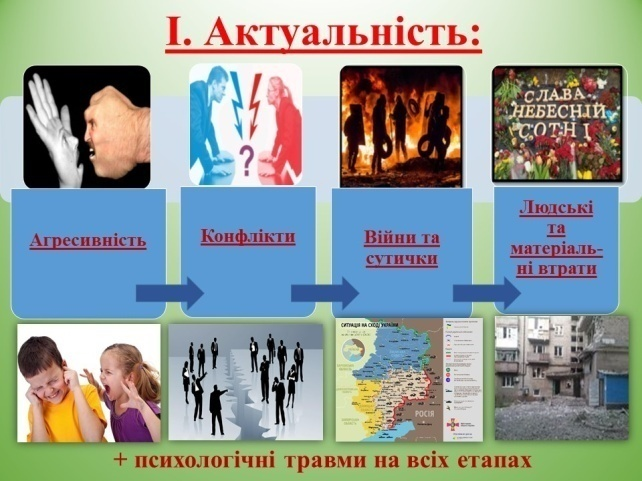 І. Актуальність:
?
СЛАВА
НЕБЕСНІЙ
СОТНІ
Агресивність
Конфлікти
Війни та
сутички
Людські
та
матеріаль-
ні втрати
СИТУАЦІЯ НА СХОДІ УКРАЇНИ
РОСІЯ
+ психологічні травми на всіх етапах